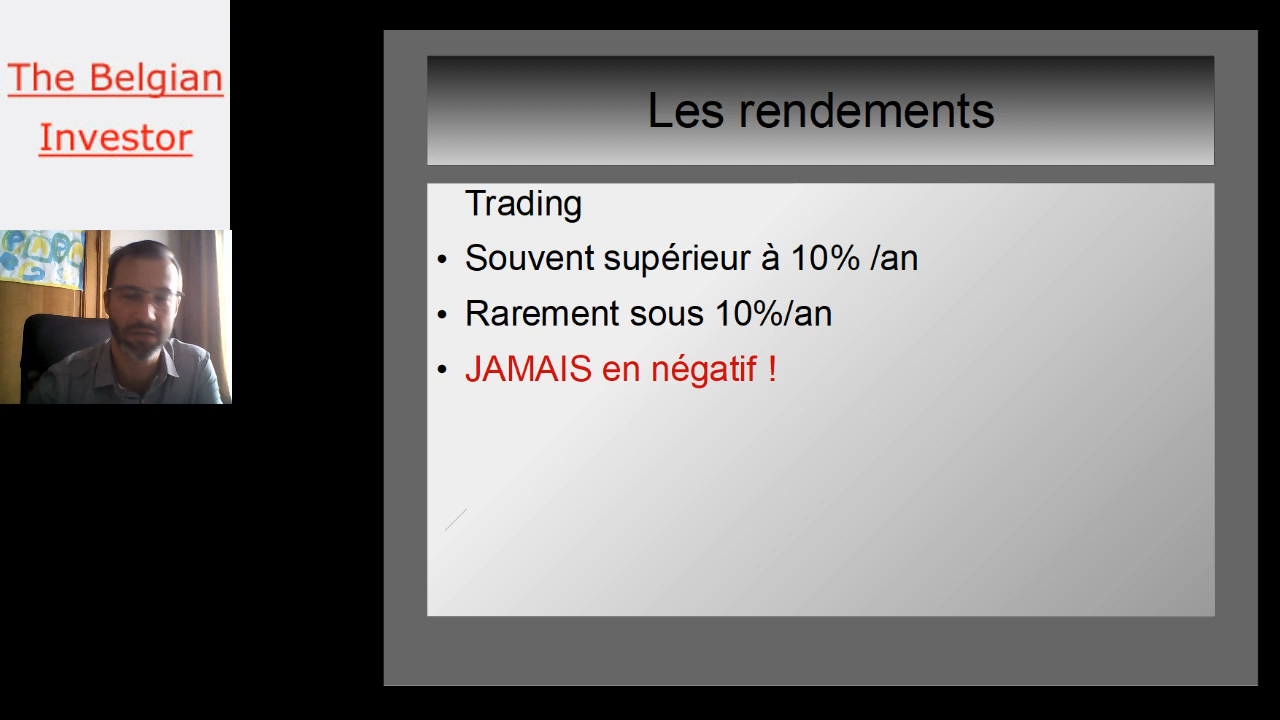 The Belgian
Investor
Les rendements
Trading
• Souvent supérieur à 10% /an
• Rarement sous 10%/an
• JAMAIS en négatif !